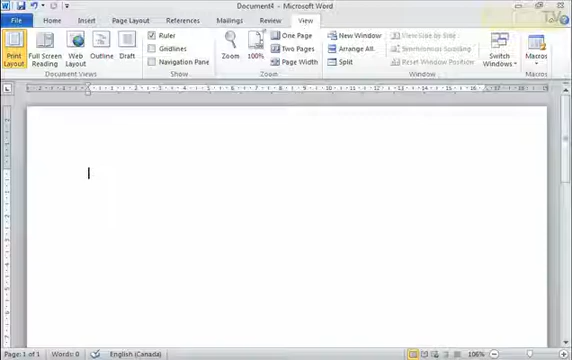 Document4 - Microsoft Word
TV
File Home Insert Page Layout References Mailings Review View
Print Layout
Full Screen Reading
Web Layout
Outline
Draft
Document Views
Ruler
Gridlines
Navigation Pane
Show
Zoom
100%
One Page
Two Pages
Page Width
Zoom
New Window
Arrange All
Split
View Side by Side
Synchronous Scrolling
Reset Window Position
Window
Switch Windows
Macros
Macros
Page: 1 of 1 Words: 0 English (Canada) 106%